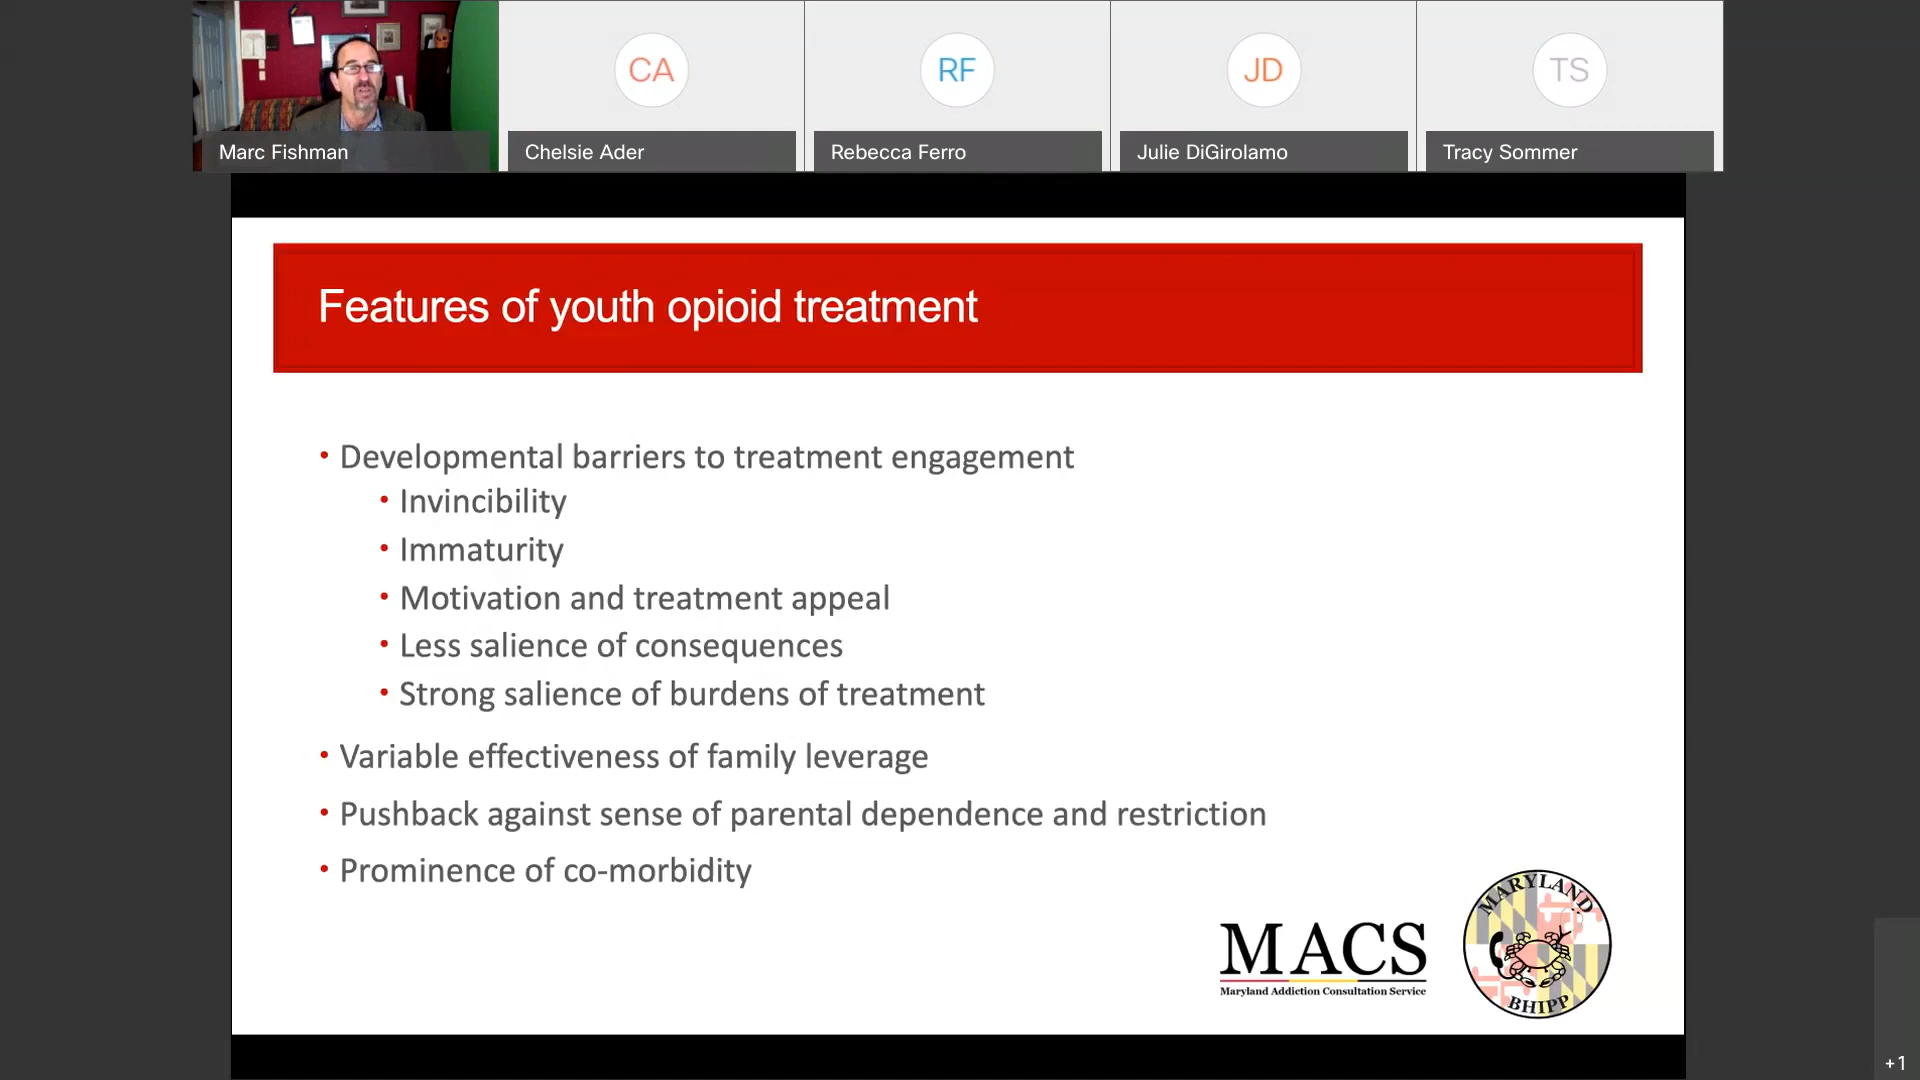 CA
RF
JD
TS
Marc Fishman
Chelsie Ader
Rebecca Ferro
Julie DiGirolamo
Tracy Sommer
Features of youth opioid treatment
• Developmental barriers to treatment engagement
• Invincibility
• Immaturity
• Motivation and treatment appeal
• Less salience of consequences
• Strong salience of burdens of treatment
• Variable effectiveness of family leverage
• Pushback against sense of parental dependence and restriction
• Prominence of co-morbidity
MACS
Maryland Addiction Consultation Service
MARYLAND
BHIPP
+1